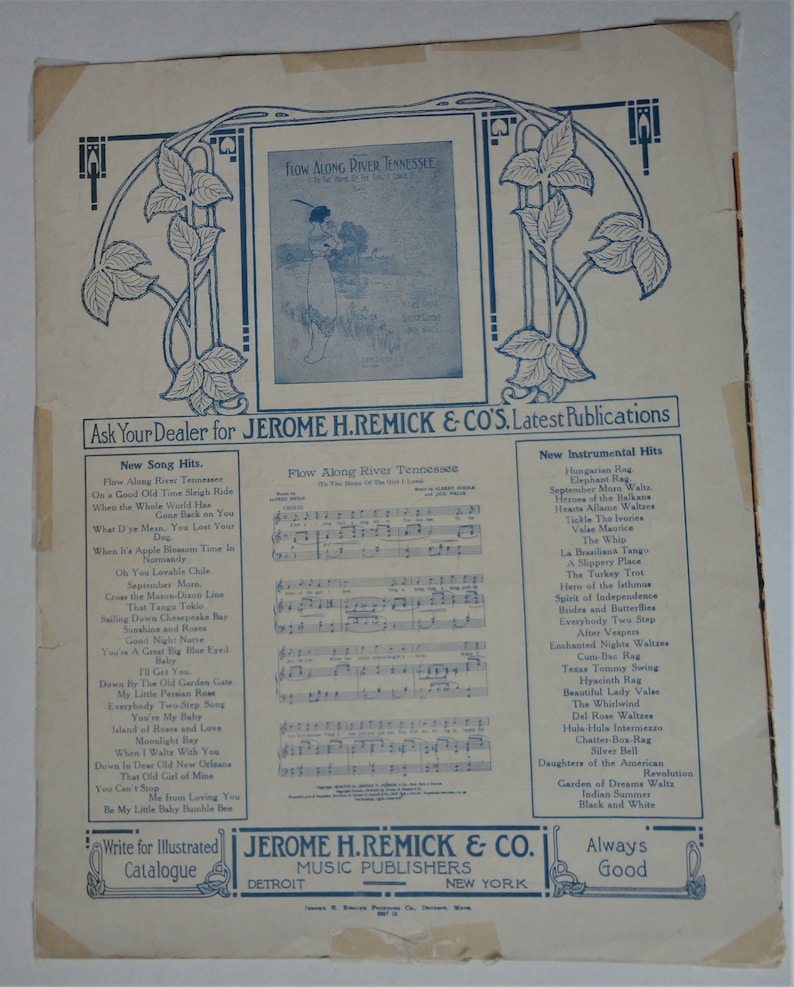 FLOW ALONG RIVER TENNESSEE
Ask Your Dealer for JEROME H. REMICK & CO'S. Latest Publications
New Song Hits.
Flow Along River Tennessee
On a Good Old Time Sleigh Ride
When the Whole World Has
Gone Back on You
What D'ye Mean, You Lost Your
Dog.
When It's Apple Blossom Time In
Normandy
Oh You Lovable Chile.
September Morn.
Cross the Mason-Dixon Line
That Tango Tokio
Sailing Down Chesepeake Bay
Sunshine and Roses
Good Night Nurse
You're A Great Big Blue Eyed
Baby
I'll Get You.
Down By The Old Garden Gate
My Little Persian Rose
Everybody Two-Step Song
You're My Baby
Island of Roses and Love
Moonlight Bay
When I Waltz With You
Down In Dear Old New Orleans
That Old Girl of Mine
You Can't Stop
Me from Loving You
Be My Little Baby Bumble Bee
Flow Along River Tennessee
(To The Home Of The Girl I Love)
Words by
ALFRED BRYAN
Music by ALBERT GUMBLE
and JACK WELLS
CHORUS
New Instrumental Hits
Hungarian Rag.
Elephant Rag.
September Morn Waltz.
Heroes of the Balkans
Hearts Aflame Waltzes
Tickle The Ivories
Valse Maurice
The Whip
La Brasiliana Tango
A Slippery Place
The Turkey Trot
Hero of the Isthmus
Spirit of Independence
Brides and Butterflies
Everybody Two Step
After Vespers
Enchanted Nights Waltzes
Cum-Bac Rag
Texas Tommy Swing
Hyacinth Rag
Beautiful Lady Valse
The Whirlwind
Del Rose Waltzes
Hula-Hula Intermezzo
Chatter-Box-Rag
Silver Bell
Daughters of the American
Revolution
Garden of Dreams Waltz
Indian Summer
Black and White
Write for Illustrated
Catalogue
JEROME H. REMICK & CO.
MUSIC PUBLISHERS
DETROIT NEW YORK
Always
Good